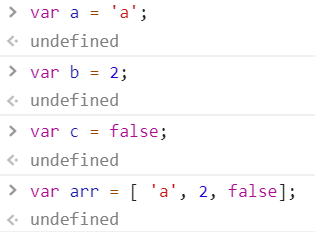 > var a = 'a';
< undefined
> var b = 2;
< undefined
> var c = false;
< undefined
> var arr = [ 'a', 2, false];
< undefined